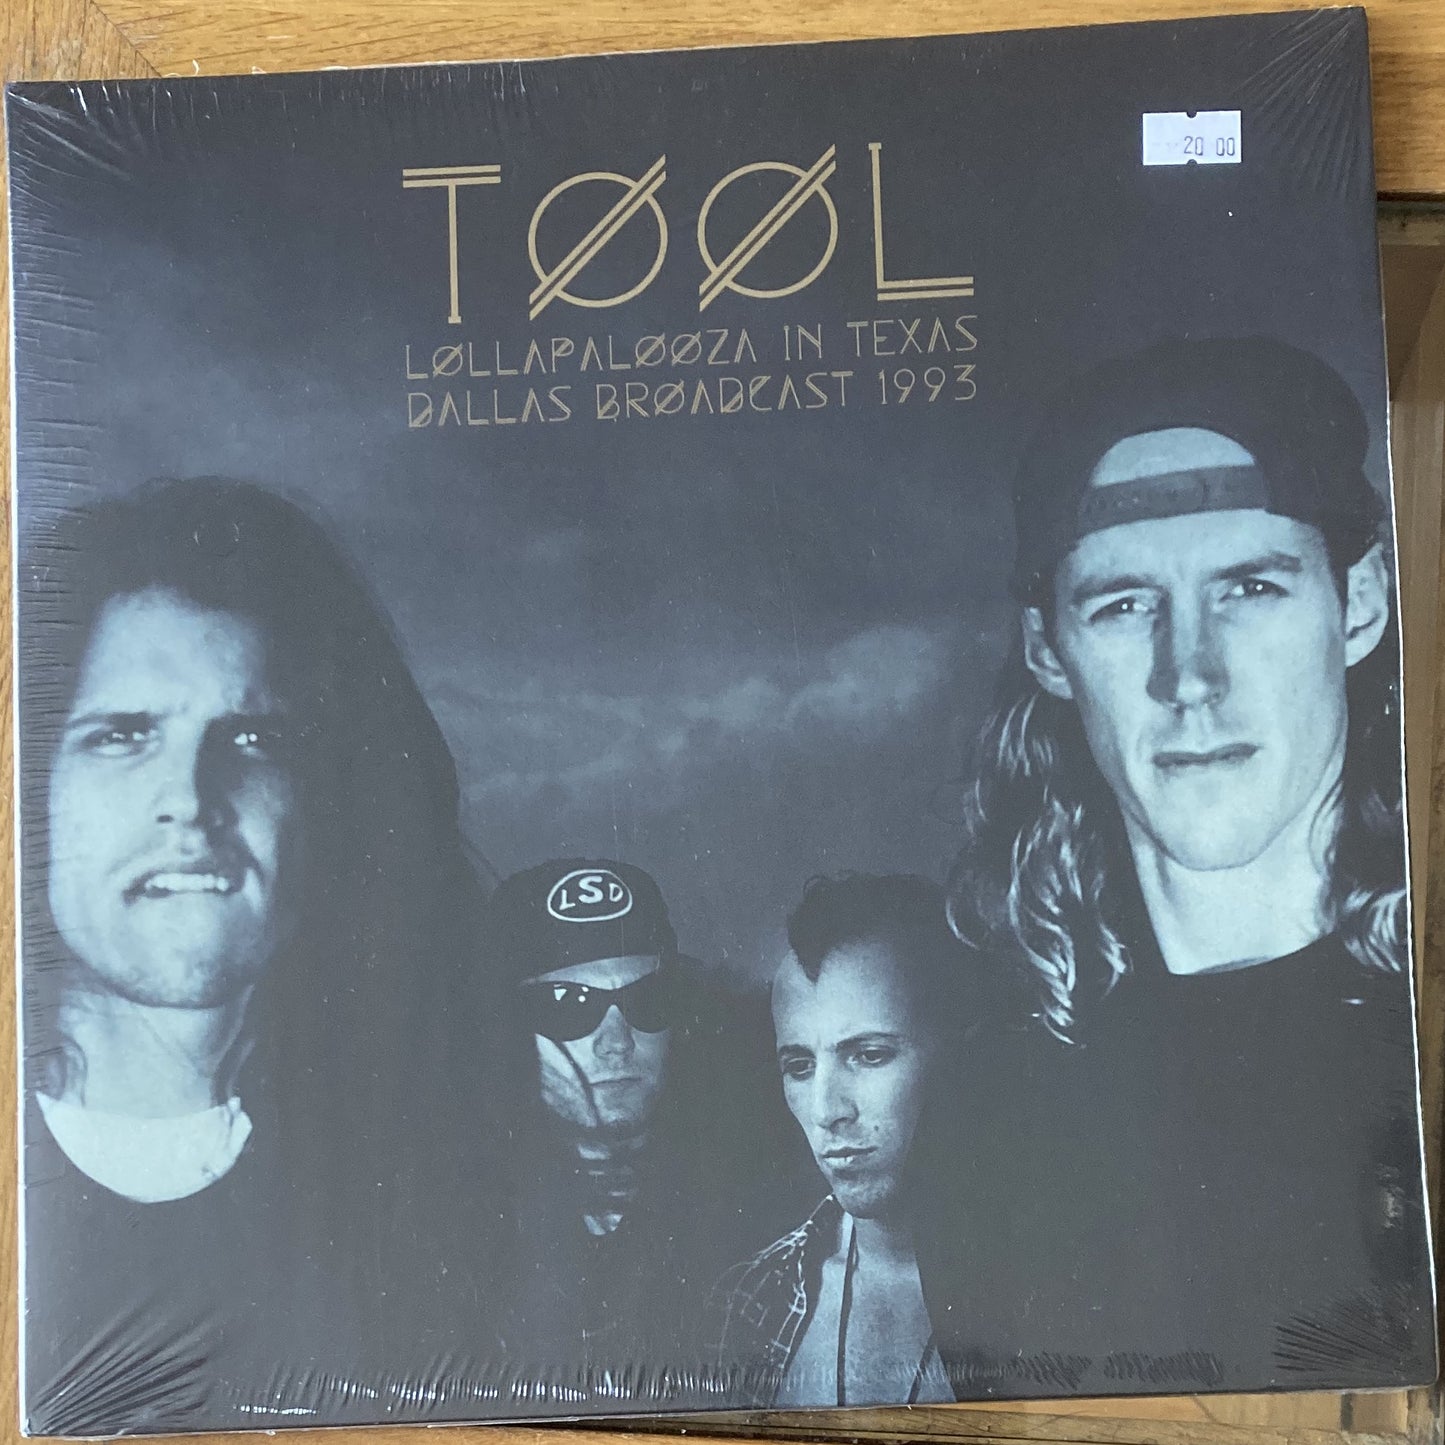 TØØL
20 00
LØLLAPALØØZA IN TEXAS
DALLAS BRØADCAST 1993
LSD